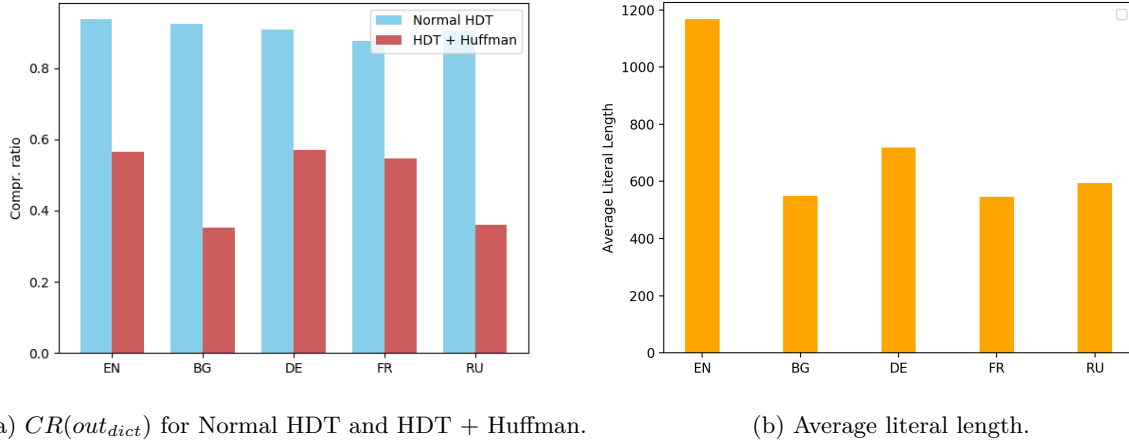 Normal HDT
HDT + Huffman
Compr. ratio
0.8
0.6
0.4
0.2
0.0
EN BG DE FR RU
1200
1000
800
600
400
200
0
Average Literal Length
EN BG DE FR RU
a) CR(out_dict) for Normal HDT and HDT + Huffman.
(b) Average literal length.